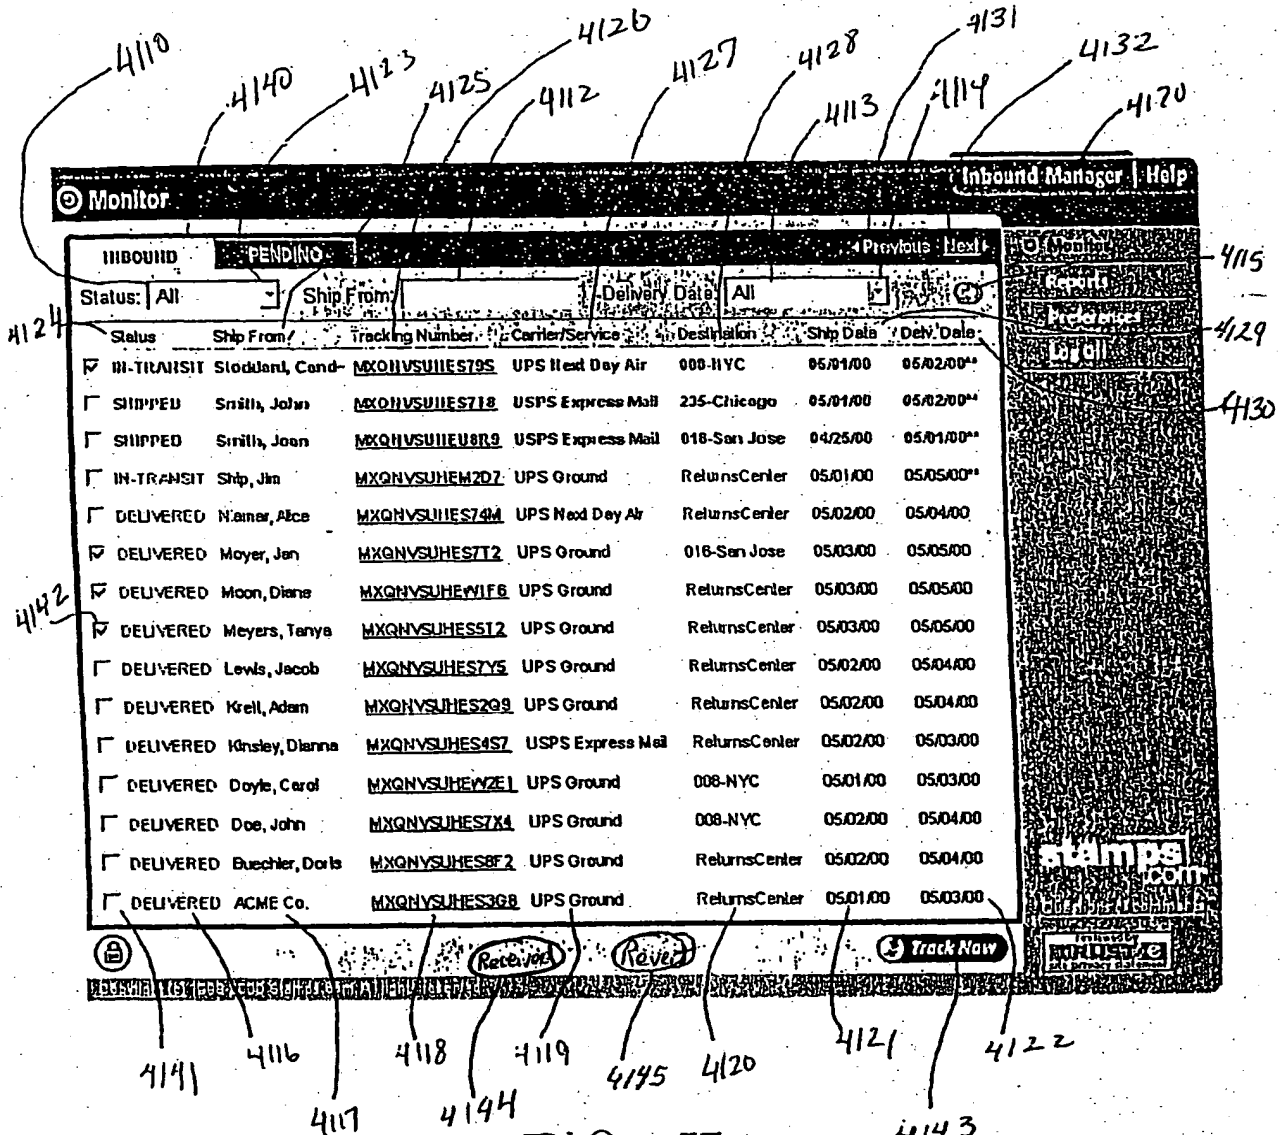 4110
4140
4123
4125
4126
4112
4127
4128
4113
4131
4114
4132
4170
Monitor
Inbound Manager | Help
INBOUND PENDING Previous Next
Monitor
4115
Status: All Ship From: Delivery Date: All
Reports
Log Off
4124
4129
4130
Status Ship From Tracking Number Carrier/Service Destination Ship Date Delv. Date
IN-TRANSIT Stoddard, Cand- UPS Next Day Air 05/01/00 05/02/00**
SHIPPED Smith, John USPS Express Mail 235-Chicago 05/01/00 05/02/00**
SHIPPED Smith, Joan USPS Express Mail 016-San Jose 04/25/00 05/01/00**
IN-TRANSIT Ship, Jim MXQNVSUHEM2D7 UPS Ground ReturnsCenter 05/01/00 05/05/00**
DELIVERED Niemer, Alice MXQNVSUHES74M UPS Next Day Air ReturnsCenter 05/02/00 05/04/00
DELIVERED Moyer, Jan MXQNVSUHES7T2 UPS Ground 016-San Jose 05/03/00 05/05/00
DELIVERED Moon, Diane MXQNVSUHEW1F6 UPS Ground ReturnsCenter 05/03/00 05/05/00
4142
DELIVERED Meyers, Tanya MXQNVSUHES5T2 UPS Ground ReturnsCenter 05/03/00 05/05/00
DELIVERED Lewis, Jacob MXQNVSUHES7Y5 UPS Ground ReturnsCenter 05/02/00 05/04/00
DELIVERED Krell, Adam MXQNVSUHES2Q9 UPS Ground ReturnsCenter 05/02/00 05/04/00
DELIVERED Kinsley, Dianna MXQNVSUHES4S7 USPS Express Mail ReturnsCenter 05/02/00 05/03/00
DELIVERED Doyle, Carol MXQNVSUHEW2E1 UPS Ground 008-NYC 05/01/00 05/03/00
DELIVERED Doe, John MXQNVSUHES7X4 UPS Ground 008-NYC 05/02/00 05/04/00
DELIVERED Buechler, Doris MXQNVSUHES8F2 UPS Ground ReturnsCenter 05/02/00 05/04/00
DELIVERED ACME Co. MXQNVSUHES3G8 UPS Ground ReturnsCenter 05/01/00 05/03/00
stamps.com
Track Now
4141
4116
4117
4118
4144
4119
4145
4120
4121
4143
4122